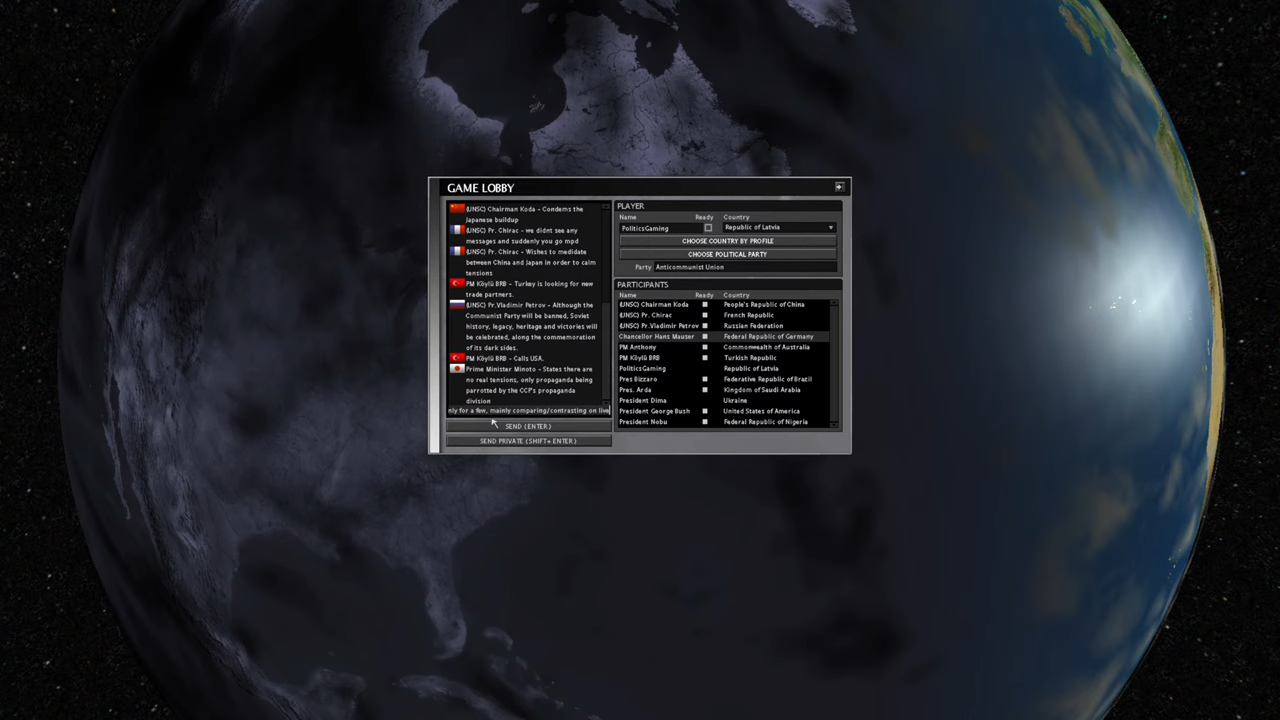 GAME LOBBY
(UNSC) Chairman Koda - Condems the
Japanese buildup
(UNSC) Pr. Chirac - we didnt see any
messages and suddenly you go mpd
(UNSC) Pr. Chirac - Wishes to medidate
between China and Japan in order to calm
tensions
PM Köylü BRB - Turkey is looking for new
trade partners.
(UNSC) Pr.Vladimir Petrov - Although the
Communist Party will be banned, Soviet
history, legacy, heritage and victories will
be celebrated, along the commemoration
of its dark sides.
PM Köylü BRB - Calls USA.
Prime Minister Minoto - States there are
no real tensions, only propaganda being
parrotted by the CCP's propaganda
division
nly for a few, mainly comparing/contrasting on live
SEND (ENTER)
SEND PRIVATE (SHIFT+ ENTER)
PLAYER
Name Ready Country
PoliticsGaming Republic of Latvia
CHOOSE COUNTRY BY PROFILE
CHOOSE POLITICAL PARTY
Party Anticommunist Union
PARTICIPANTS
Name Ready Country
(UNSC) Chairman Koda People's Republic of China
(UNSC) Pr. Chirac French Republic
(UNSC) Pr.Vladimir Petrov Russian Federation
Chancellor Hans Mauser Federal Republic of Germany
PM Anthony Commonwealth of Australia
PM Köylü BRB Turkish Republic
PoliticsGaming Republic of Latvia
Pres Bizzaro Federative Republic of Brazil
Pres. Arda Kingdom of Saudi Arabia
President Dima Ukraine
President George Bush United States of America
President Nobu Federal Republic of Nigeria